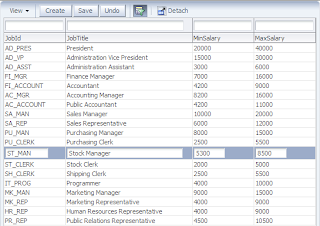 View Create Save Undo Detach
JobId JobTitle MinSalary MaxSalary
AD_PRES President 20000 40000
AD_VP Administration Vice President 15000 30000
AD_ASST Administration Assistant 3000 6000
FI_MGR Finance Manager 7000 16000
FI_ACCOUNT Accountant 4200 9000
AC_MGR Accounting Manager 8200 16000
AC_ACCOUNT Public Accountant 4200 11000
SA_MAN Sales Manager 10000 20000
SA_REP Sales Representative 6000 12000
PU_MAN Purchasing Manager 8000 15000
PU_CLERK Purchasing Clerk 2500 5500
ST_MAN Stock Manager 5300 8500
ST_CLERK Stock Clerk 2000 5000
SH_CLERK Shipping Clerk 2500 5500
IT_PROG Programmer 4000 10000
MK_MAN Marketing Manager 9000 15000
MK_REP Marketing Representative 4000 9000
HR_REP Human Resources Representative 4000 9000
PR_REP Public Relations Representative 4500 10500